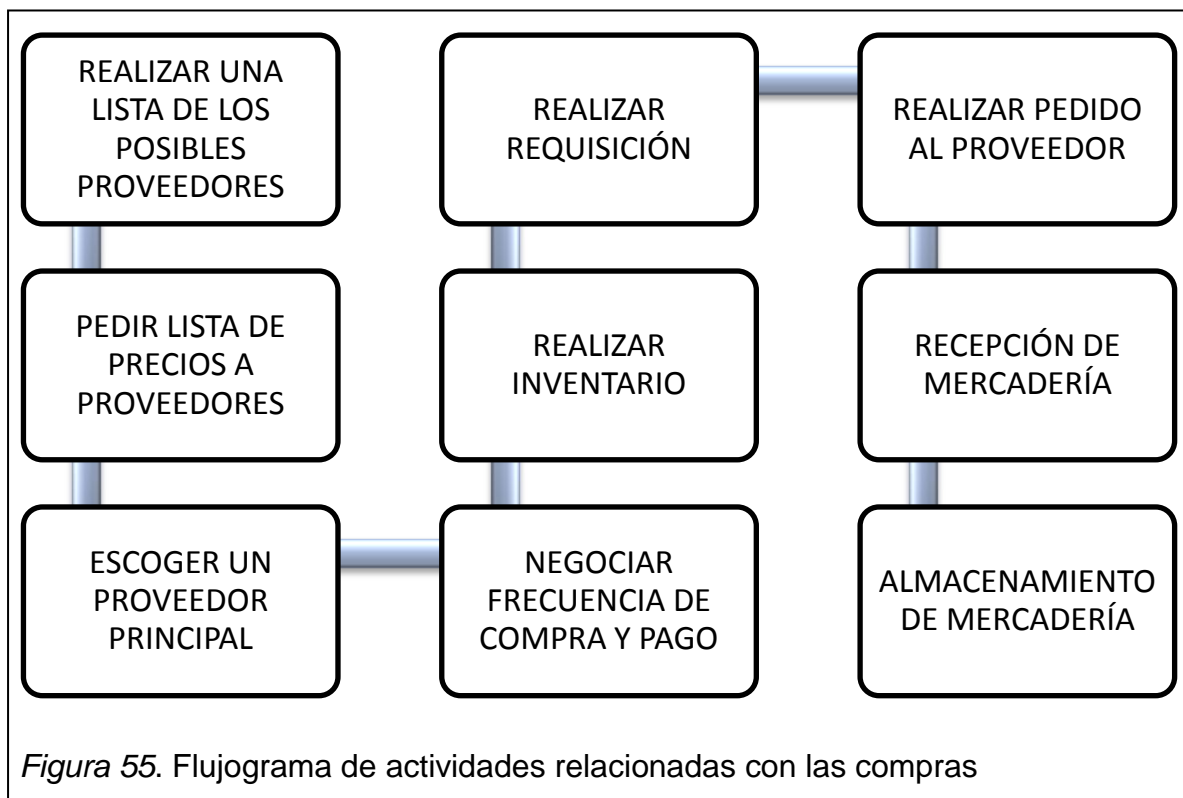 REALIZAR UNA
LISTA DE LOS
POSIBLES
PROVEEDORES
PEDIR LISTA DE
PRECIOS A
PROVEEDORES
ESCOGER UN
PROVEEDOR
PRINCIPAL
NEGOCIAR
FRECUENCIA DE
COMPRA Y PAGO
REALIZAR
INVENTARIO
REALIZAR
REQUISICIÓN
REALIZAR PEDIDO
AL PROVEEDOR
RECEPCIÓN DE
MERCADERÍA
ALMACENAMIENTO
DE MERCADERÍA
Figura 55. Flujograma de actividades relacionadas con las compras